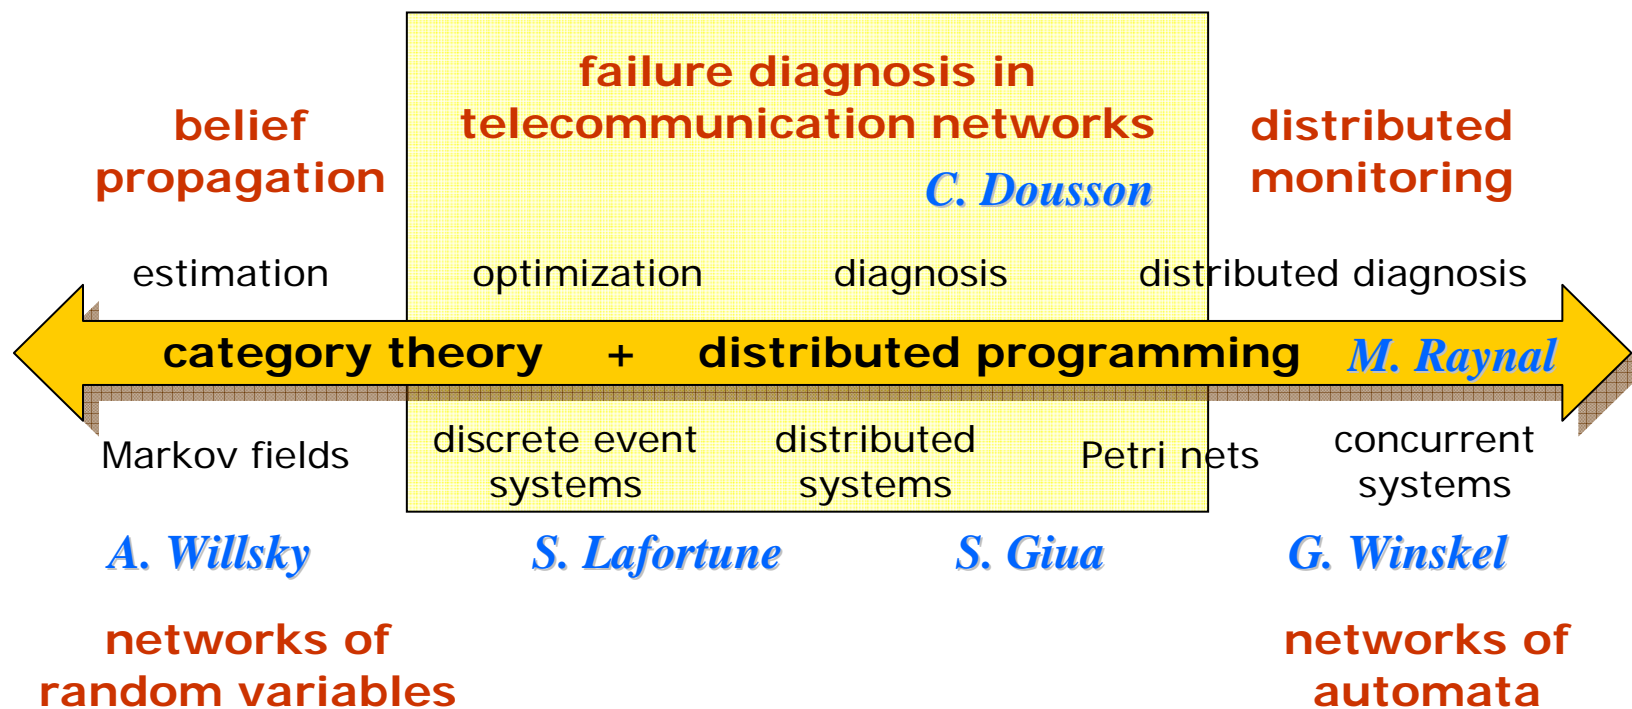 failure diagnosis in
telecommunication networks
belief
propagation
distributed
monitoring
C. Dousson
estimation
optimization
diagnosis
distributed diagnosis
category theory + distributed programming M. Raynal
Markov fields
discrete event
systems
distributed
systems
Petri nets
concurrent
systems
A. Willsky
S. Lafortune
S. Giua
G. Winskel
networks of
random variables
networks of
automata